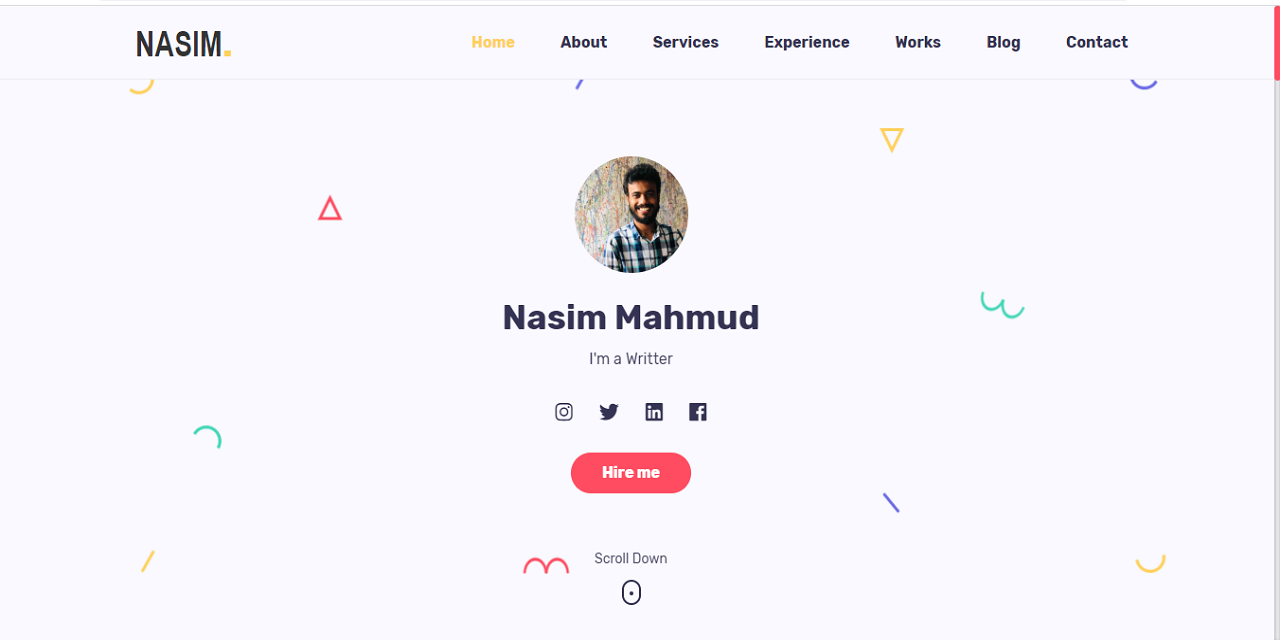 NASIM.
Home About Services Experience Works Blog Contact
Nasim Mahmud
I'm a Writter
Hire me
Scroll Down